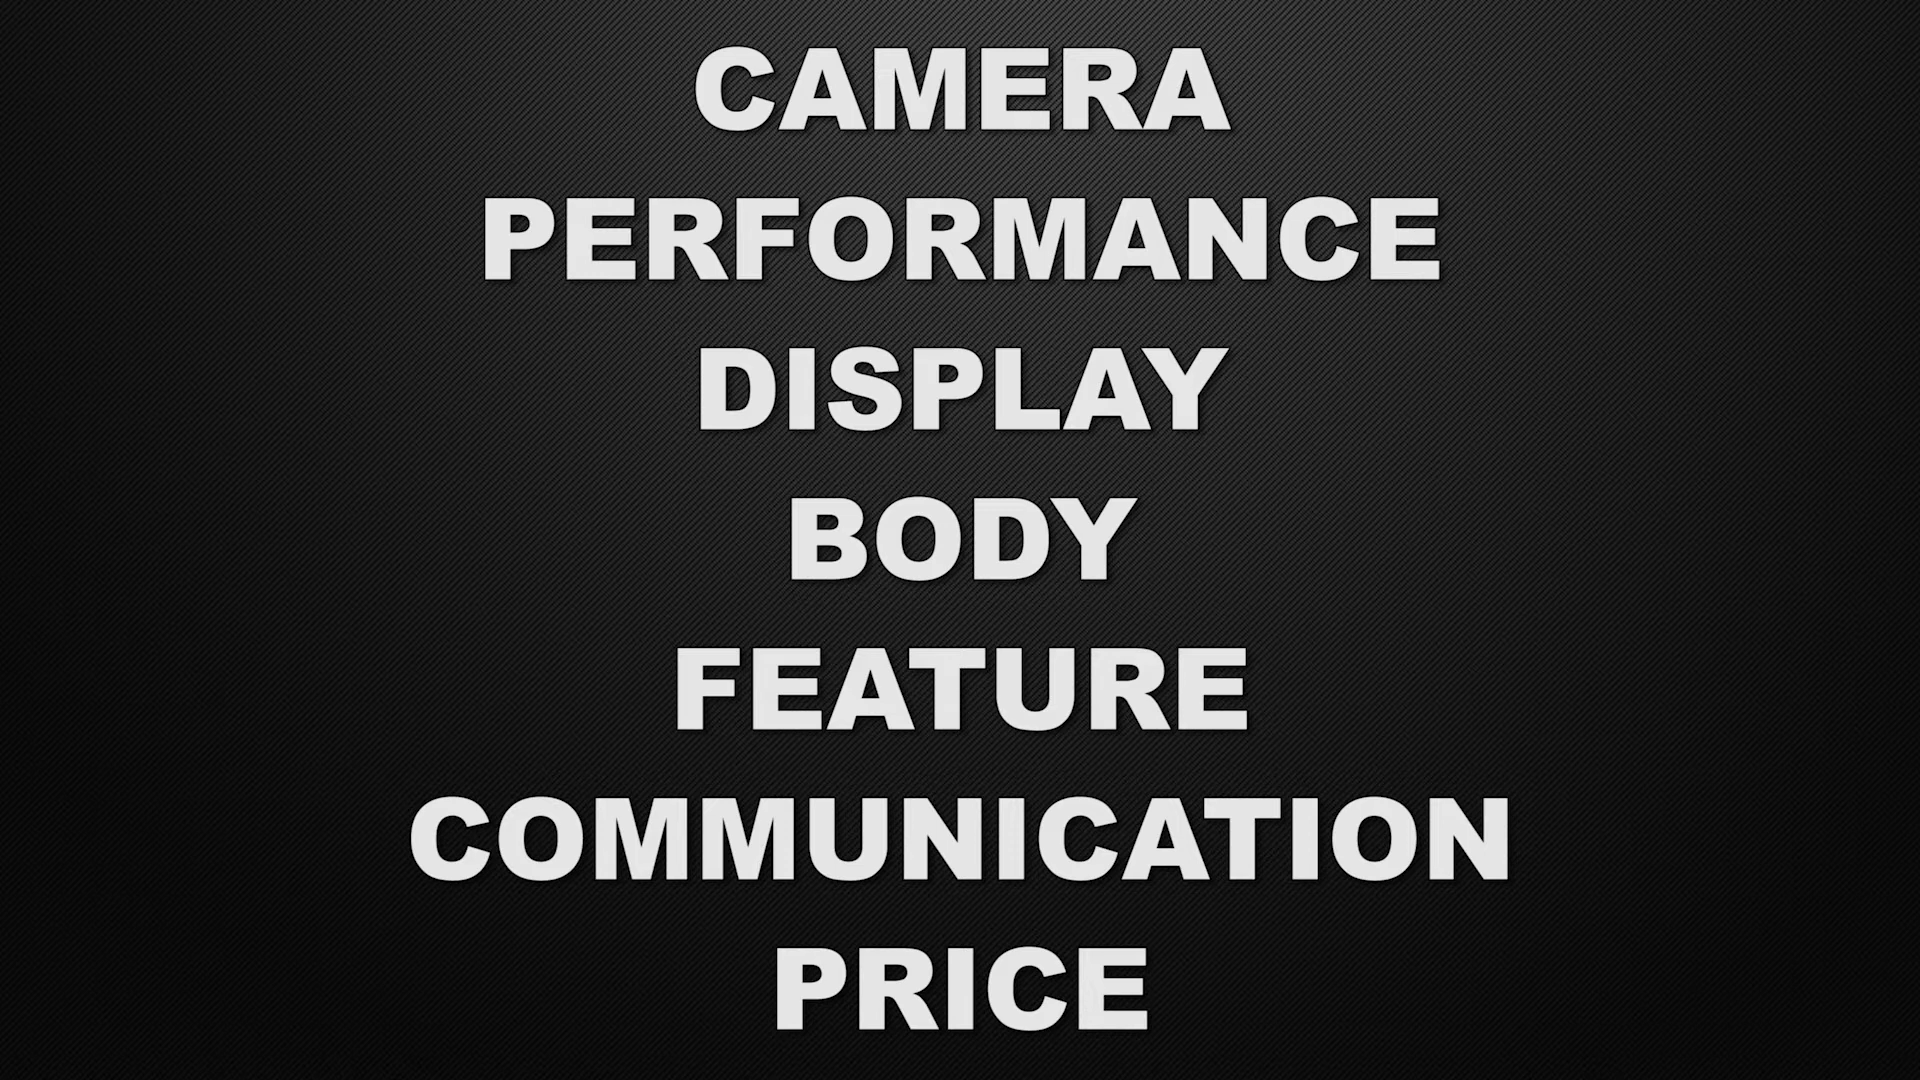 CAMERA
PERFORMANCE
DISPLAY
BODY
FEATURE
COMMUNICATION
PRICE